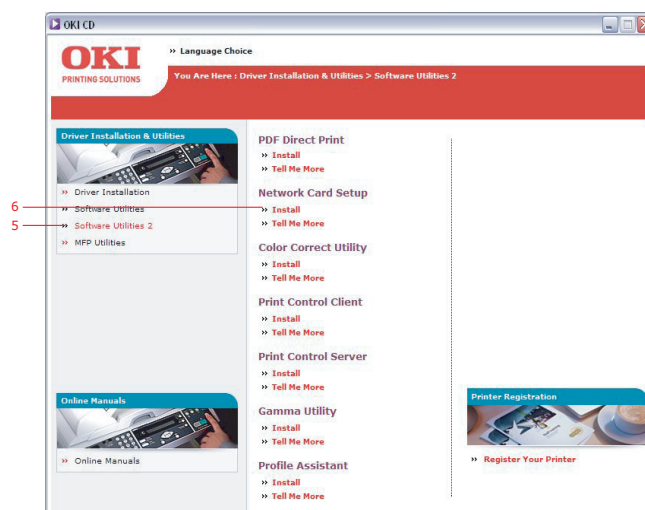 OKI CD
OKI
PRINTING SOLUTIONS
» Language Choice
You Are Here : Driver Installation & Utilities > Software Utilities 2
Driver Installation & Utilities
» Driver Installation
» Software Utilities
» Software Utilities 2
» MFP Utilities
6
5
PDF Direct Print
» Install
» Tell Me More
Network Card Setup
» Install
» Tell Me More
Color Correct Utility
» Install
» Tell Me More
Print Control Client
» Install
» Tell Me More
Print Control Server
» Install
» Tell Me More
Gamma Utility
» Install
» Tell Me More
Profile Assistant
» Install
» Tell Me More
Online Manuals
» Online Manuals
Printer Registration
» Register Your Printer